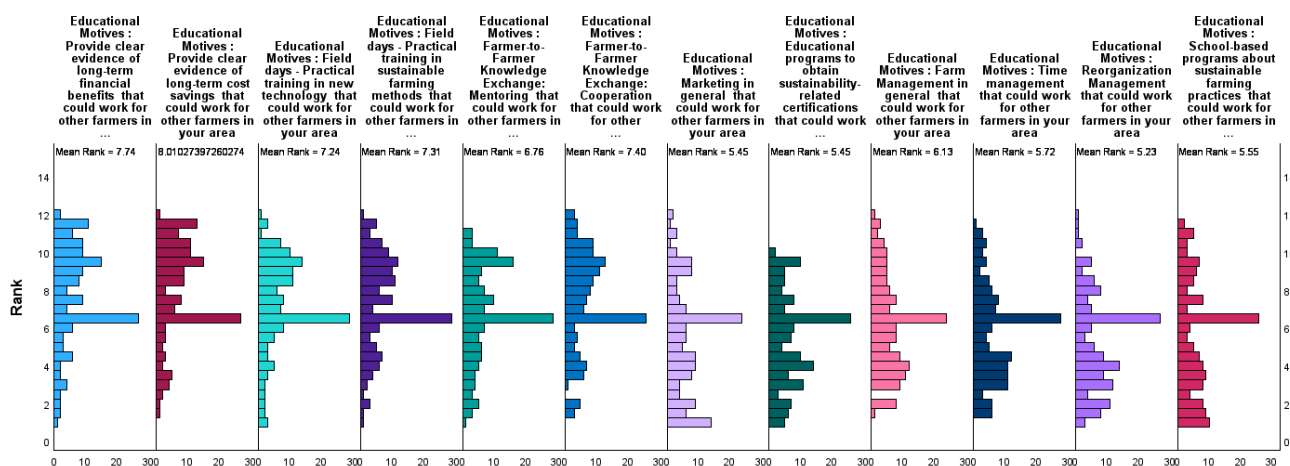 Educational
Motives :
Provide clear
evidence of
long-term
financial
benefits that
could work for
other farmers in
...
Educational
Motives :
Provide clear
evidence of
long-term cost
savings that
could work for
other farmers in
your area
Educational
Motives : Field
days - Practical
training in new
technology that
could work for
other farmers in
your area
Educational
Motives : Field
days - Practical
training in
sustainable
farming
methods that
could work for
other farmers in
...
Educational
Motives :
Farmer-to-
Farmer
Knowledge
Exchange:
Mentoring that
could work for
other farmers in
...
Educational
Motives :
Farmer-to-
Farmer
Knowledge
Exchange:
Cooperation that
could work for
other ...
Educational
Motives :
Marketing in
general that
could work for
other farmers in
your area
Educational
Motives :
Educational
programs to
obtain
sustainability-
related
certifications
that could work
...
Educational
Motives : Farm
Management in
general that
could work for
other farmers in
your area
Educational
Motives : Time
management
that could work
for other
farmers in your
area
Educational
Motives :
Reorganization
Management
that could work
for other
farmers in your
area
Educational
Motives :
School-based
programs about
sustainable
farming
practices that
could work for
other farmers in
...
Mean Rank = 7.74
8.01027397260274
Mean Rank = 7.24
Mean Rank = 7.31
Mean Rank = 6.76
Mean Rank = 7.40
Mean Rank = 5.45
Mean Rank = 5.45
Mean Rank = 6.13
Mean Rank = 5.72
Mean Rank = 5.23
Mean Rank = 5.55
Rank
14
12
10
8
6
4
2
0
0 10 20 30
0 10 20 30
0 10 20 30
0 10 20 30
0 10 20 30
0 10 20 30
0 10 20 30
0 10 20 30
0 10 20 30
0 10 20 30
0 10 20 30
0 10 20 30
8
6
4
2
0